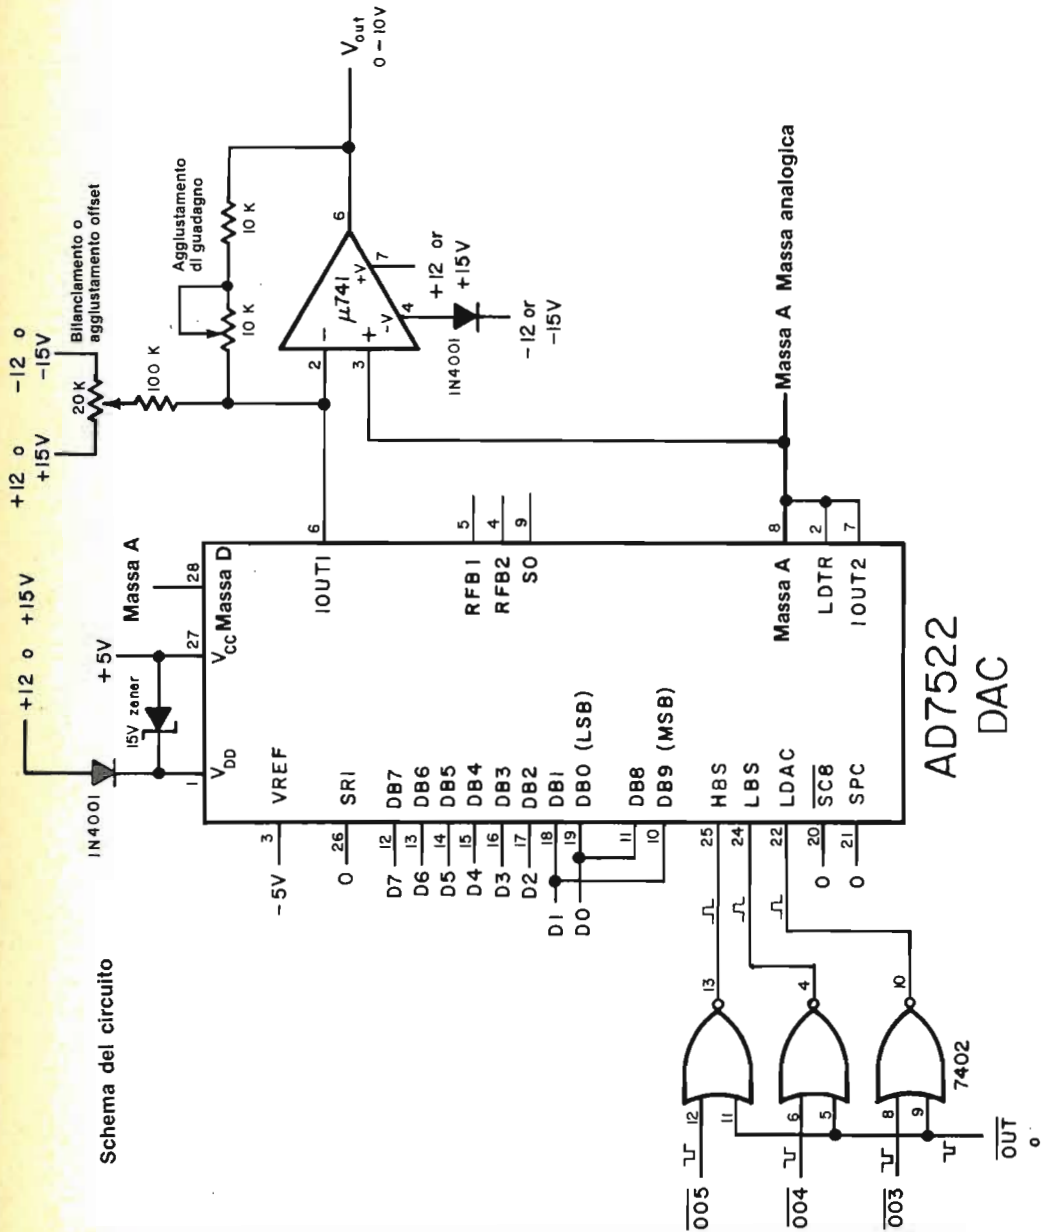 Schema del circuito
+12 o +15V
+12 o +15V
-12 o -15V
20K
Bilanciamento o
aggiustamento offset
100 K
Aggiustamento
di guadagno
10 K
10 K
Vout
0-10V
μ741
2
3
6
7
4
−
+
+V
-V
+12 or
+15V
1N4001
-12 or
-15V
1N4001
15V zener
+5V
Massa A
1
27
28
VDD
VCC
Massa D
-5V
3
VREF
0
26
SRI
D7
12
DB7
D6
13
DB6
D5
14
DB5
D4
15
DB4
D3
16
DB3
D2
17
DB2
D1
18
DB1
D0
19
DB0 (LSB)
11
DB8
10
DB9 (MSB)
25
HBS
24
LBS
22
LDAC
0
20
SC8
0
21
SPC
IOUT1
6
RFB1
5
RFB2
4
SO
9
Massa A
8
LDTR
2
IOUT2
7
Massa A Massa analogica
AD7522
DAC
005
12
11
13
004
6
5
4
003
8
9
10
7402
OUT
o